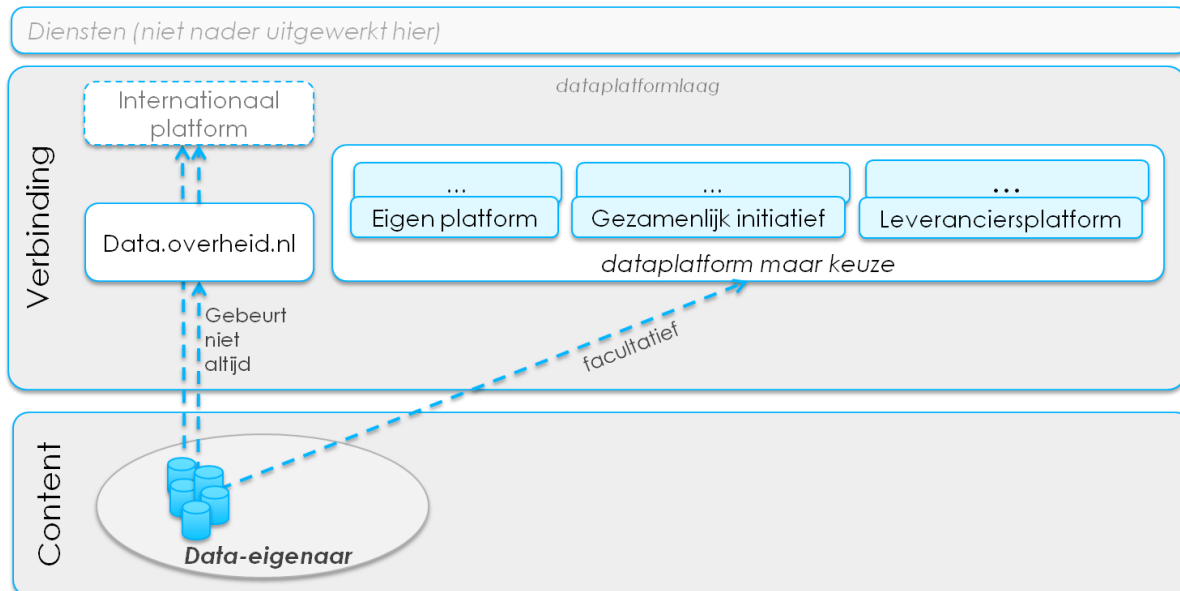 Diensten (niet nader uitgewerkt hier)
dataplatformlaag
Verbinding
Internationaal
platform
...
...
...
Eigen platform
Gezamenlijk initiatief
Leveranciersplatform
Data.overheid.nl
dataplatform maar keuze
Gebeurt
niet
altijd
facultatief
Content
Data-eigenaar